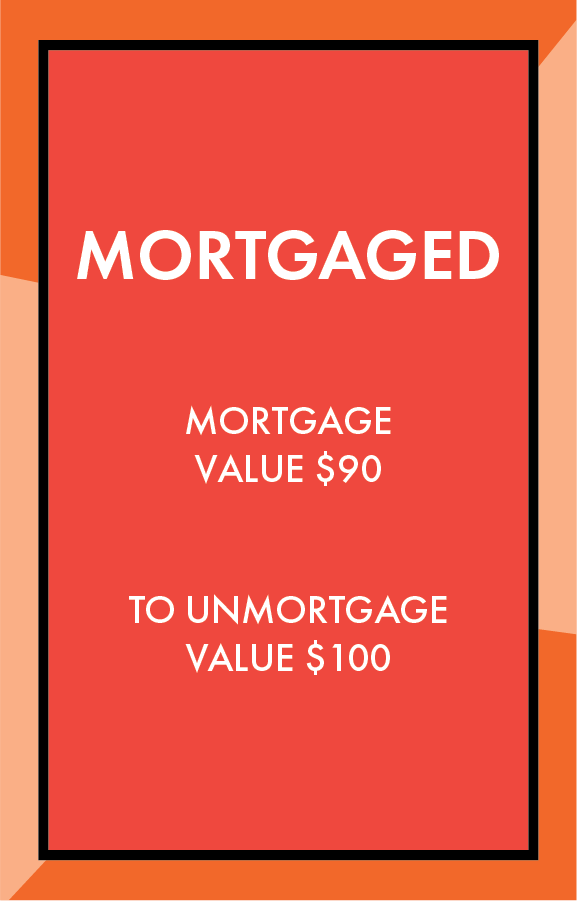 MORTGAGED
MORTGAGE
VALUE $90
TO UNMORTGAGE
VALUE $100